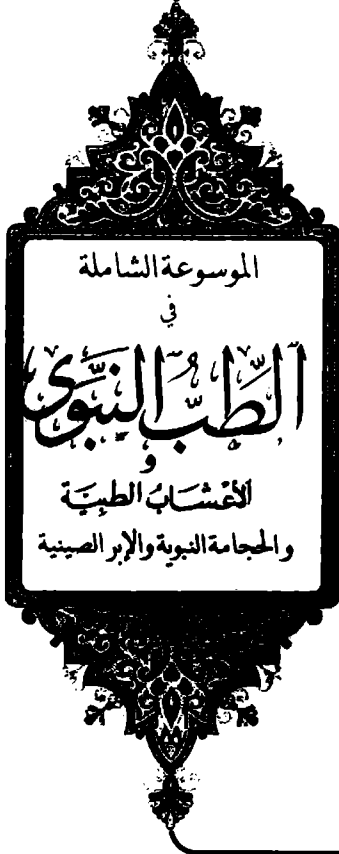 الموسوعة الشاملة
في
الطب النبوي
و
الأعشاب الطبية
والحجامة النبوية والإبر الصينية